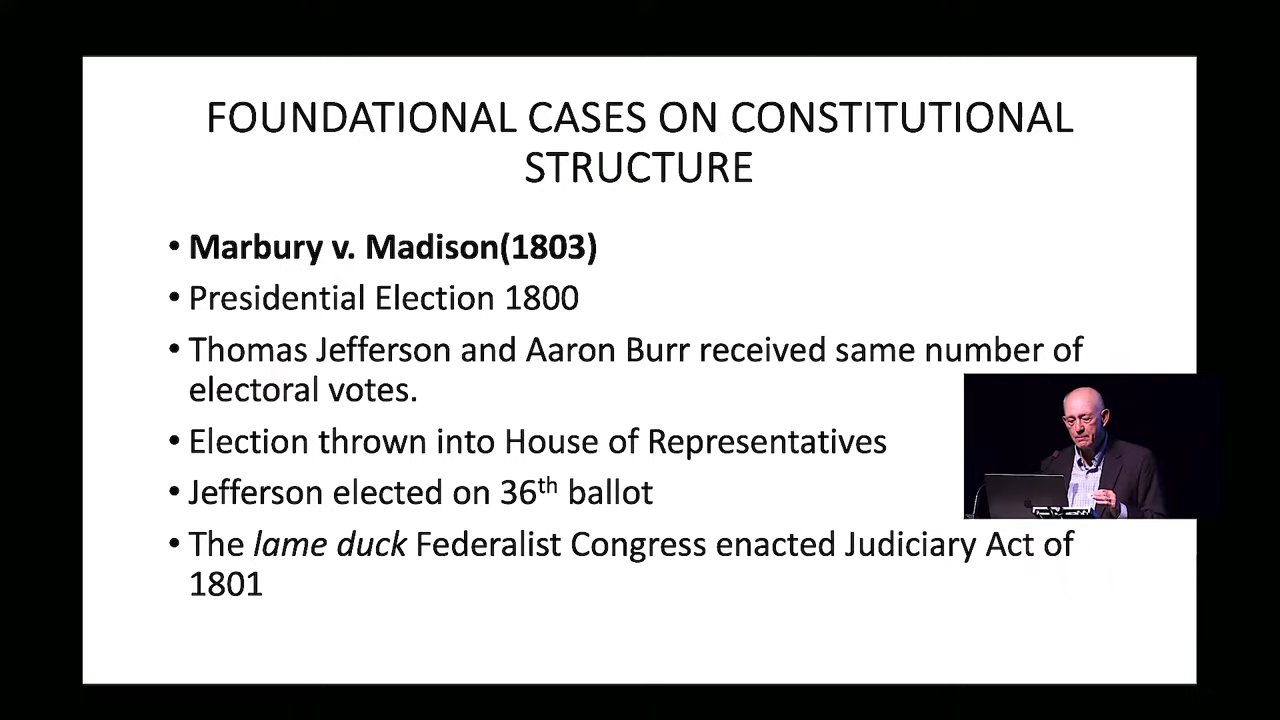 FOUNDATIONAL CASES ON CONSTITUTIONAL
STRUCTURE
• Marbury v. Madison(1803)
• Presidential Election 1800
• Thomas Jefferson and Aaron Burr received same number of
electoral votes.
• Election thrown into House of Representatives
• Jefferson elected on 36th ballot
• The lame duck Federalist Congress enacted Judiciary Act of
1801